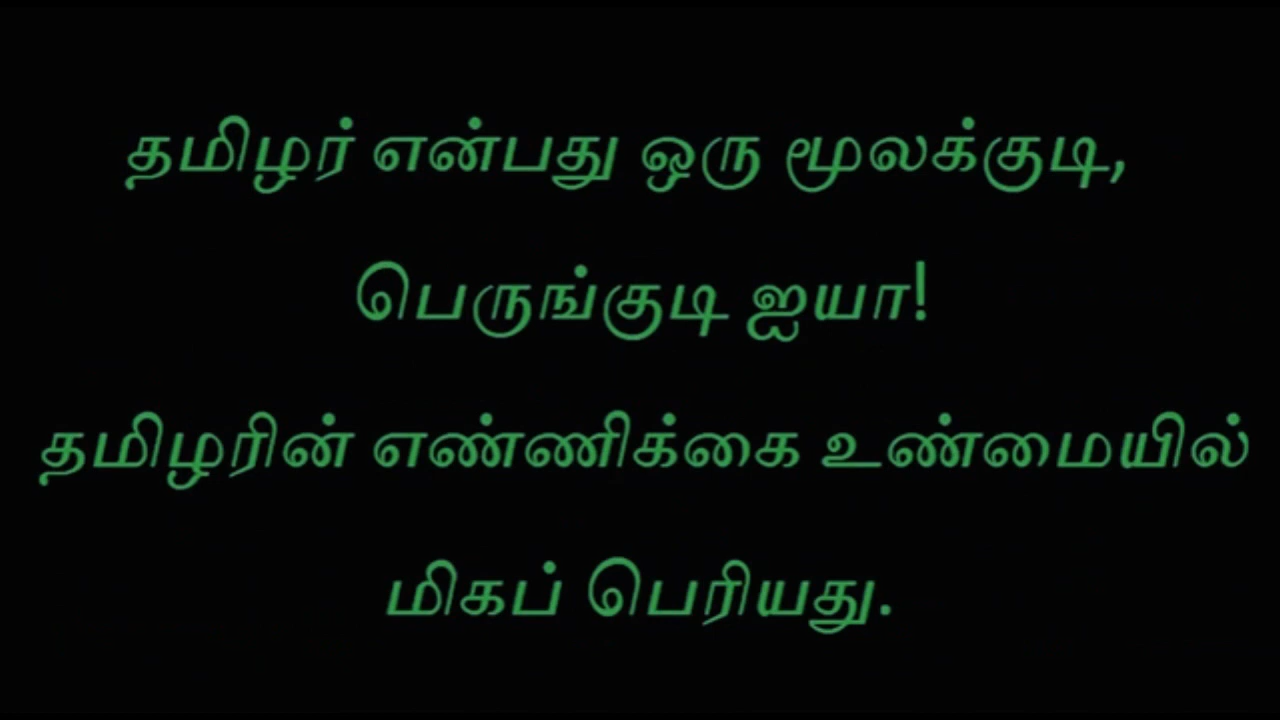 தமிழர் என்பது ஒரு மூலக்குடி,
பெருங்குடி ஐயா!
தமிழரின் எண்ணிக்கை உண்மையில்
மிகப் பெரியது.